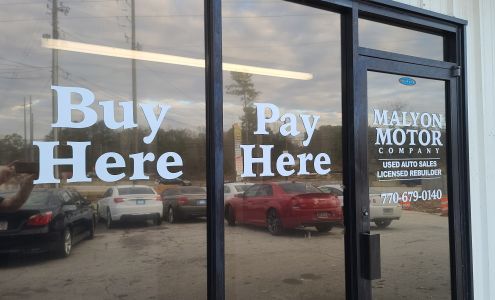 Buy
Here
Pay
Here
MALYON
MOTOR
COMPANY
USED AUTO SALES
LICENSED REBUILDER
770-679-0140